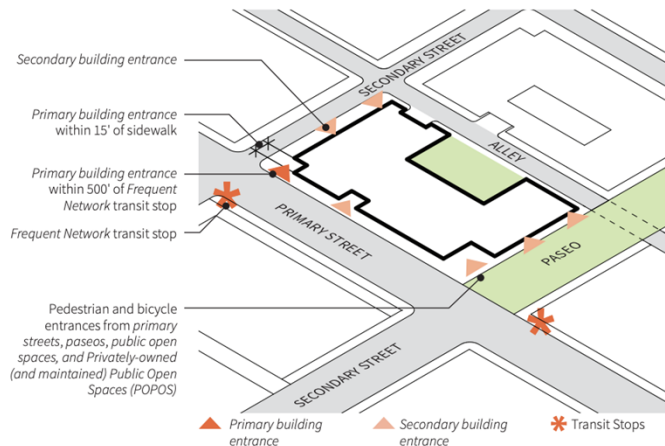 SECONDARY STREET
Secondary building entrance
Primary building entrance
within 15' of sidewalk
ALLEY
Primary building entrance
within 500' of Frequent
Network transit stop
PRIMARY STREET
Frequent Network transit stop
PASEO
Pedestrian and bicycle
entrances from primary
streets, paseos, public open
spaces, and Privately-owned
(and maintained) Public Open
Spaces (POPOS)
SECONDARY STREET
Primary building
entrance
Secondary building
entrance
Transit Stops